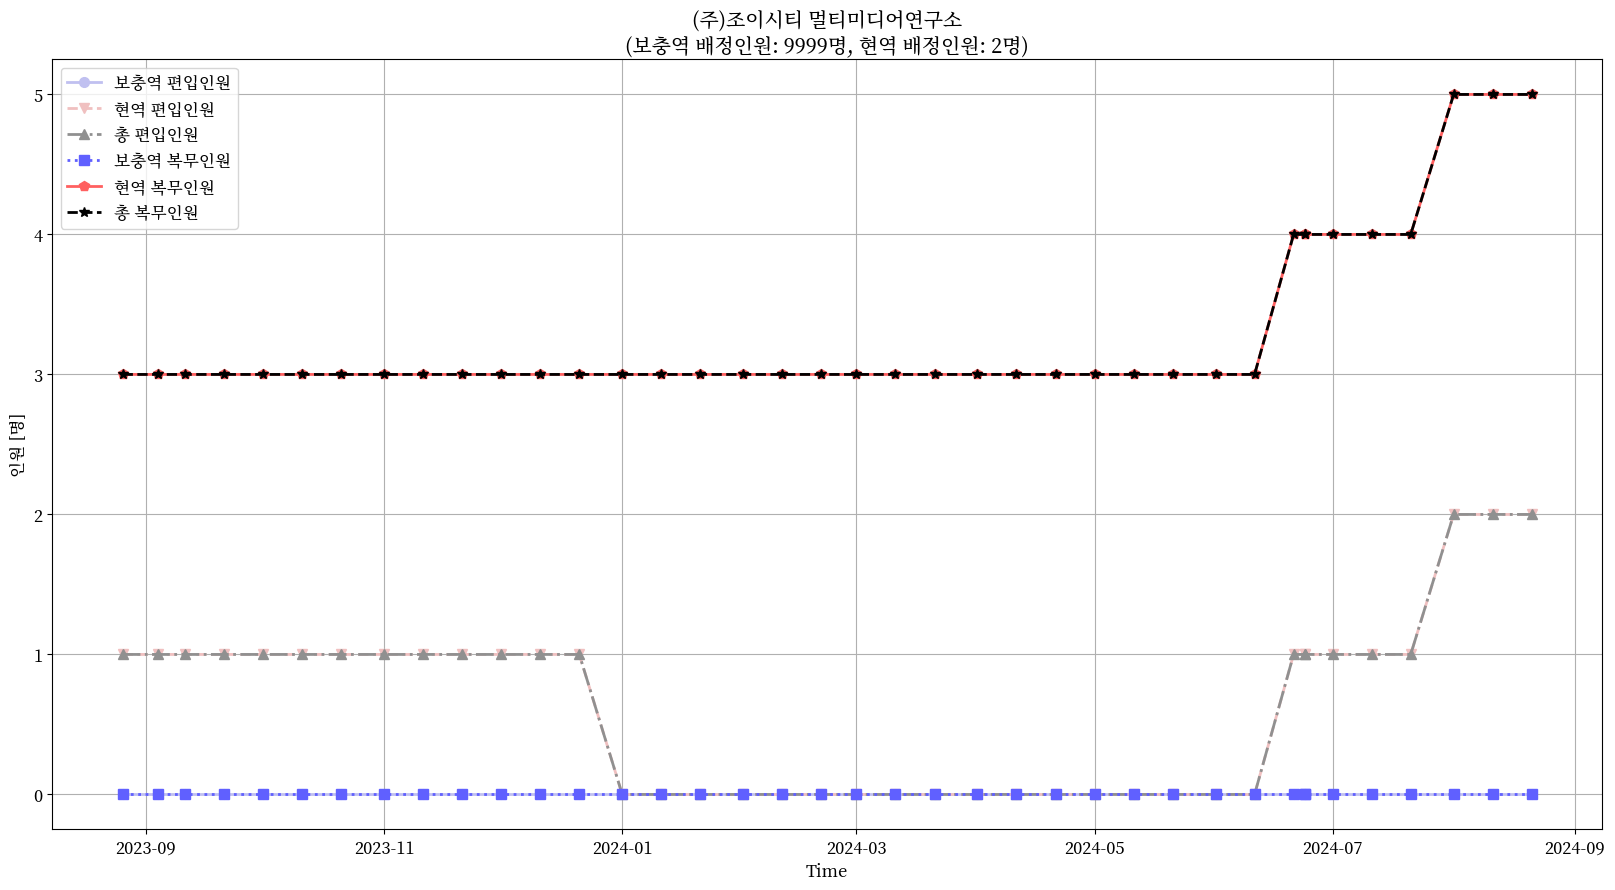 (주)조이시티 멀티미디어연구소
(보충역 배정인원: 9999명, 현역 배정인원: 2명)
보충역 편입인원
현역 편입인원
총 편입인원
보충역 복무인원
현역 복무인원
총 복무인원
인원 [명]
5
4
3
2
1
0
2023-09
2023-11
2024-01
2024-03
2024-05
2024-07
2024-09
Time